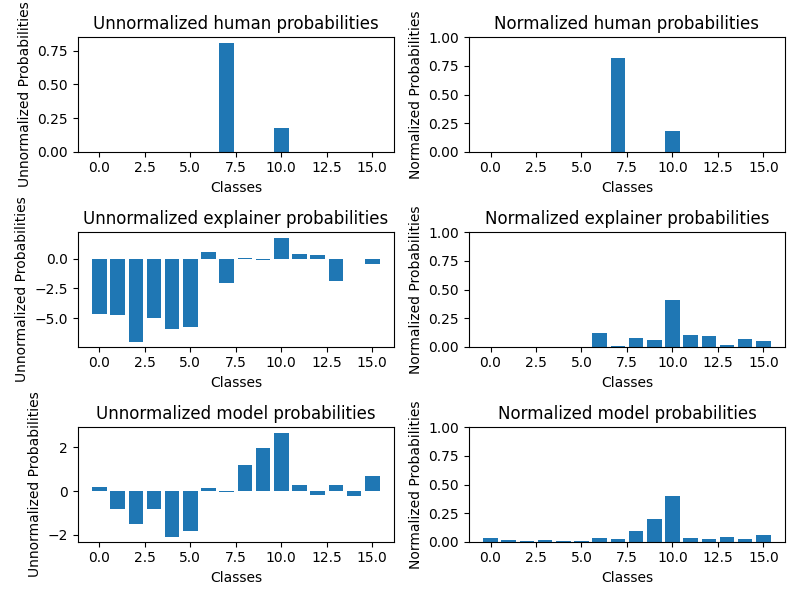 Unnormalized human probabilities
Unnormalized Probabilities
0.75
0.50
0.25
0.00
0.0 2.5 5.0 7.5 10.0 12.5 15.0
Classes
Normalized human probabilities
Normalized Probabilities
1.00
0.75
0.50
0.25
0.00
0.0 2.5 5.0 7.5 10.0 12.5 15.0
Classes
Unnormalized explainer probabilities
Unnormalized Probabilities
0.0
−2.5
−5.0
0.0 2.5 5.0 7.5 10.0 12.5 15.0
Classes
Normalized explainer probabilities
Normalized Probabilities
1.00
0.75
0.50
0.25
0.00
0.0 2.5 5.0 7.5 10.0 12.5 15.0
Classes
Unnormalized model probabilities
Unnormalized Probabilities
2
0
−2
0.0 2.5 5.0 7.5 10.0 12.5 15.0
Classes
Normalized model probabilities
Normalized Probabilities
1.00
0.75
0.50
0.25
0.00
0.0 2.5 5.0 7.5 10.0 12.5 15.0
Classes